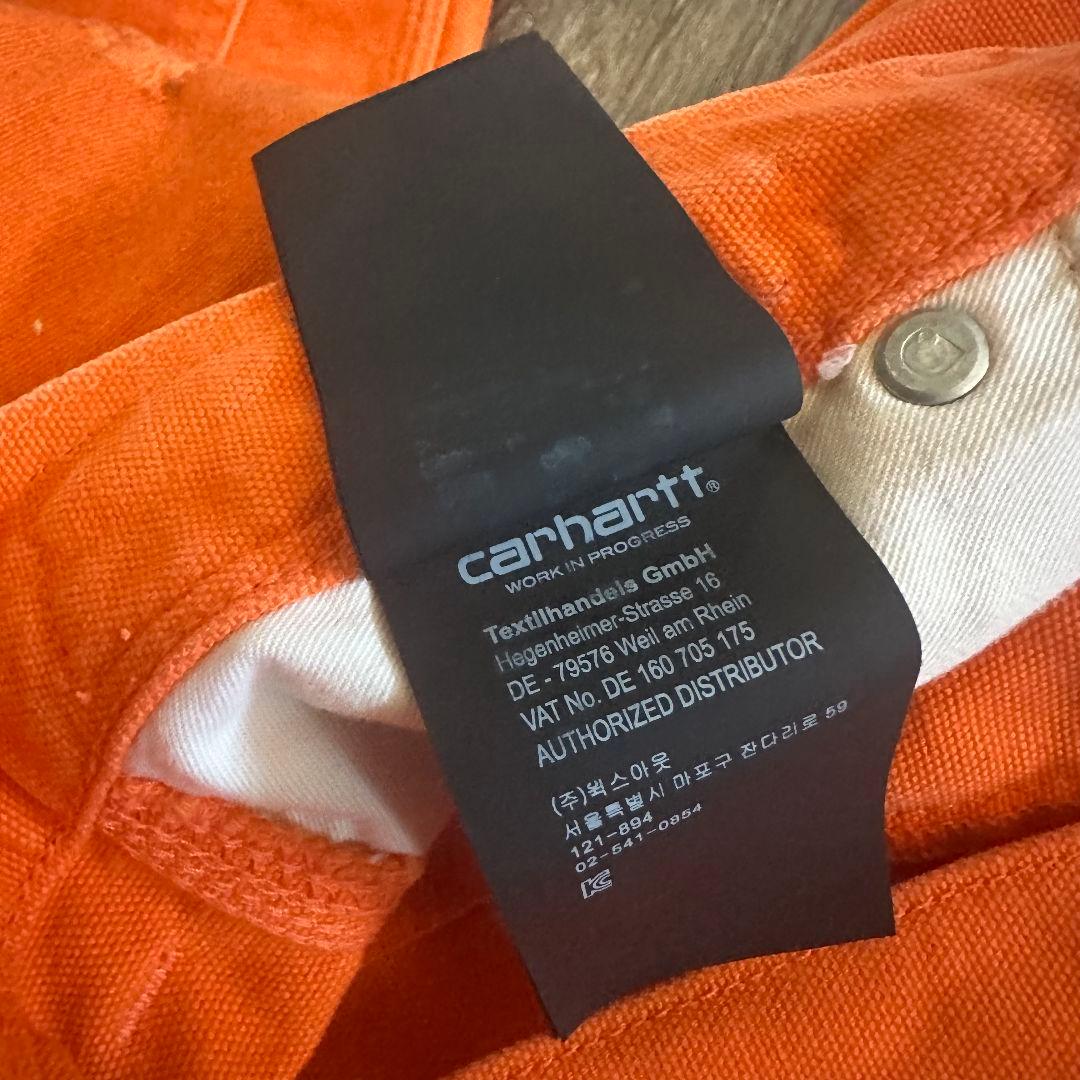 carhartt®
WORK IN PROGRESS
Textilhandels GmbH
Hegenheimer-Strasse 16
DE - 79576 Weil am Rhein
VAT No. DE 160 705 175
AUTHORIZED DISTRIBUTOR
(주)웍스아웃
서울특별시 마포구 잔다리로 59
121-894
02-541-0854